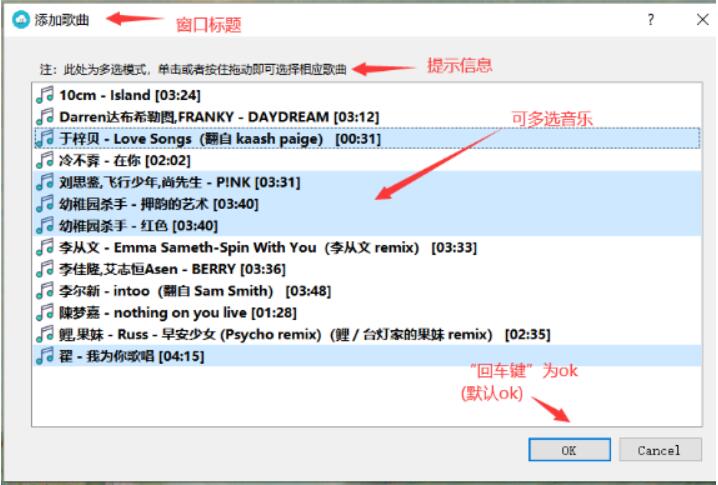 添加歌曲
窗口标题
?
注：此处为多选模式，单击或者按住拖动即可选择相应歌曲
提示信息
10cm - Island [03:24]
Darren达布希勒图,FRANKY - DAYDREAM [03:12]
可多选音乐
于梓贝 - Love Songs（翻自 kaash paige） [00:31]
冷不丧 - 在你 [02:02]
刘思鉴,飞行少年,尚先生 - P!NK [03:31]
幼稚园杀手 - 押韵的艺术 [03:40]
幼稚园杀手 - 红色 [03:40]
李从文 - Emma Sameth-Spin With You（李从文 remix） [03:33]
李佳隆,艾志恒Asen - BERRY [03:36]
李尔新 - intoo（翻自 Sam Smith） [03:48]
陳梦嘉 - nothing on you live [01:28]
鲤,果妹 - Russ - 早安少女 (Psycho remix)（鲤 / 台灯家的果妹 remix） [02:35]
翟 - 我为你歌唱 [04:15]
“回车键”为ok
(默认ok)
OK
Cancel